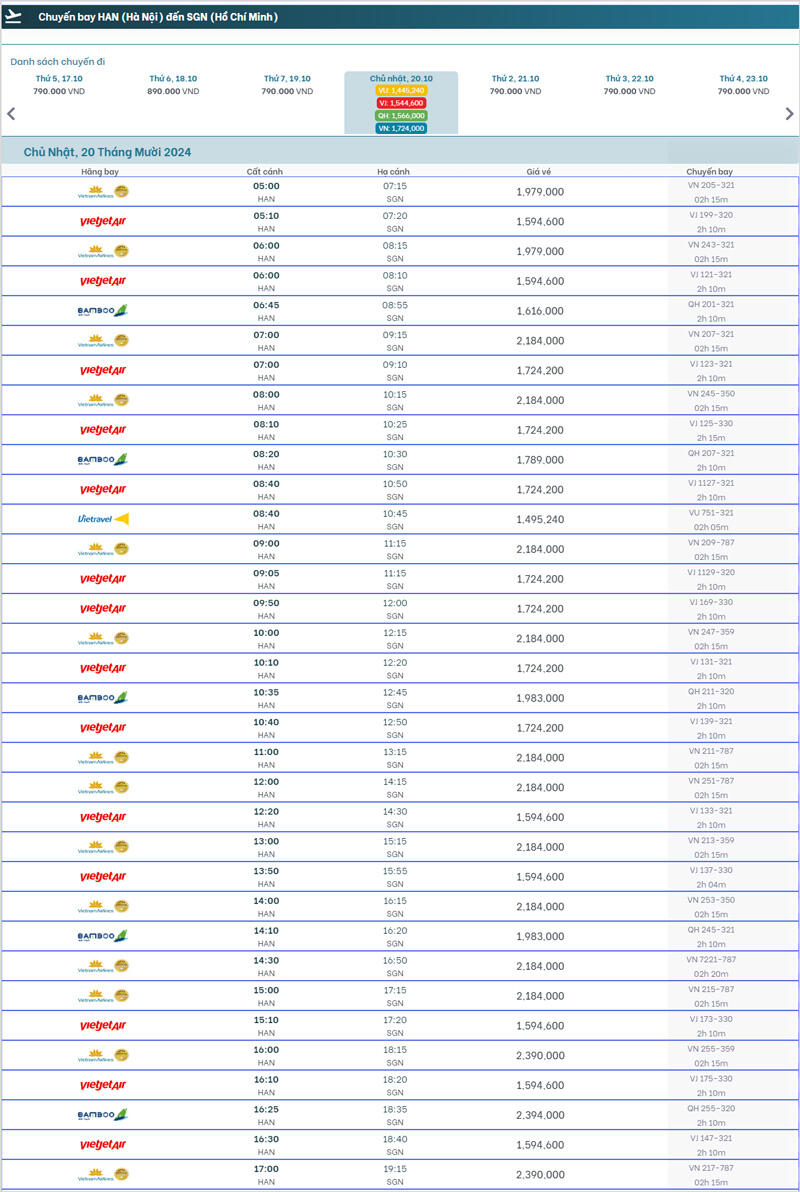 Chuyến bay HAN (Hà Nội) đến SGN (Hồ Chí Minh)
Danh sách chuyến đi
Thứ 5, 17.10 Thứ 6, 18.10 Thứ 7, 19.10 Chủ nhật, 20.10 Thứ 2, 21.10 Thứ 3, 22.10 Thứ 4, 23.10
790.000 VND 890.000 VND 790.000 VND VU: 1,445,240 790.000 VND 790.000 VND 790.000 VND
VJ: 1,544,600
QH: 1,566,000
VN: 1,724,000
Chủ Nhật, 20 Tháng Mười 2024
Hãng bay Cất cánh Hạ cánh Giá vé Chuyến bay
Vietnam Airlines 05:00 07:15 1,979,000 VN 205-321
HAN SGN 02h 15m
vietjetAir 05:10 07:20 1,594,600 VJ 199-320
HAN SGN 2h 10m
Vietnam Airlines 06:00 08:15 1,979,000 VN 243-321
HAN SGN 02h 15m
vietjetAir 06:00 08:10 1,594,600 VJ 121-321
HAN SGN 2h 10m
BAMBOO 06:45 08:55 1,616,000 QH 201-321
HAN SGN 2h 10m
Vietnam Airlines 07:00 09:15 2,184,000 VN 207-321
HAN SGN 02h 15m
vietjetAir 07:00 09:10 1,724,200 VJ 123-321
HAN SGN 2h 10m
Vietnam Airlines 08:00 10:15 2,184,000 VN 245-350
HAN SGN 02h 15m
vietjetAir 08:10 10:25 1,724,200 VJ 125-330
HAN SGN 2h 15m
BAMBOO 08:20 10:30 1,789,000 QH 207-321
HAN SGN 2h 10m
vietjetAir 08:40 10:50 1,724,200 VJ 1127-321
HAN SGN 2h 10m
Vietravel 08:40 10:45 1,495,240 VU 751-321
HAN SGN 02h 05m
Vietnam Airlines 09:00 11:15 2,184,000 VN 209-787
HAN SGN 02h 15m
vietjetAir 09:05 11:15 1,724,200 VJ 1129-320
HAN SGN 2h 10m
vietjetAir 09:50 12:00 1,724,200 VJ 169-330
HAN SGN 2h 10m
Vietnam Airlines 10:00 12:15 2,184,000 VN 247-359
HAN SGN 02h 15m
vietjetAir 10:10 12:20 1,724,200 VJ 131-321
HAN SGN 2h 10m
BAMBOO 10:35 12:45 1,983,000 QH 211-320
HAN SGN 2h 10m
vietjetAir 10:40 12:50 1,724,200 VJ 139-321
HAN SGN 2h 10m
Vietnam Airlines 11:00 13:15 2,184,000 VN 211-787
HAN SGN 02h 15m
Vietnam Airlines 12:00 14:15 2,184,000 VN 251-787
HAN SGN 02h 15m
vietjetAir 12:20 14:30 1,594,600 VJ 133-321
HAN SGN 2h 10m
Vietnam Airlines 13:00 15:15 2,184,000 VN 213-359
HAN SGN 02h 15m
vietjetAir 13:50 15:55 1,594,600 VJ 137-330
HAN SGN 2h 04m
Vietnam Airlines 14:00 16:15 2,184,000 VN 253-350
HAN SGN 02h 15m
BAMBOO 14:10 16:20 1,983,000 QH 245-321
HAN SGN 2h 10m
Vietnam Airlines 14:30 16:50 2,184,000 VN 7221-787
HAN SGN 02h 20m
Vietnam Airlines 15:00 17:15 2,184,000 VN 215-787
HAN SGN 02h 15m
vietjetAir 15:10 17:20 1,594,600 VJ 173-330
HAN SGN 2h 10m
Vietnam Airlines 16:00 18:15 2,390,000 VN 255-359
HAN SGN 02h 15m
vietjetAir 16:10 18:20 1,594,600 VJ 175-330
HAN SGN 2h 10m
BAMBOO 16:25 18:35 2,394,000 QH 255-320
HAN SGN 2h 10m
vietjetAir 16:30 18:40 1,594,600 VJ 147-321
HAN SGN 2h 10m
Vietnam Airlines 17:00 19:15 2,390,000 VN 217-787
HAN SGN 02h 15m